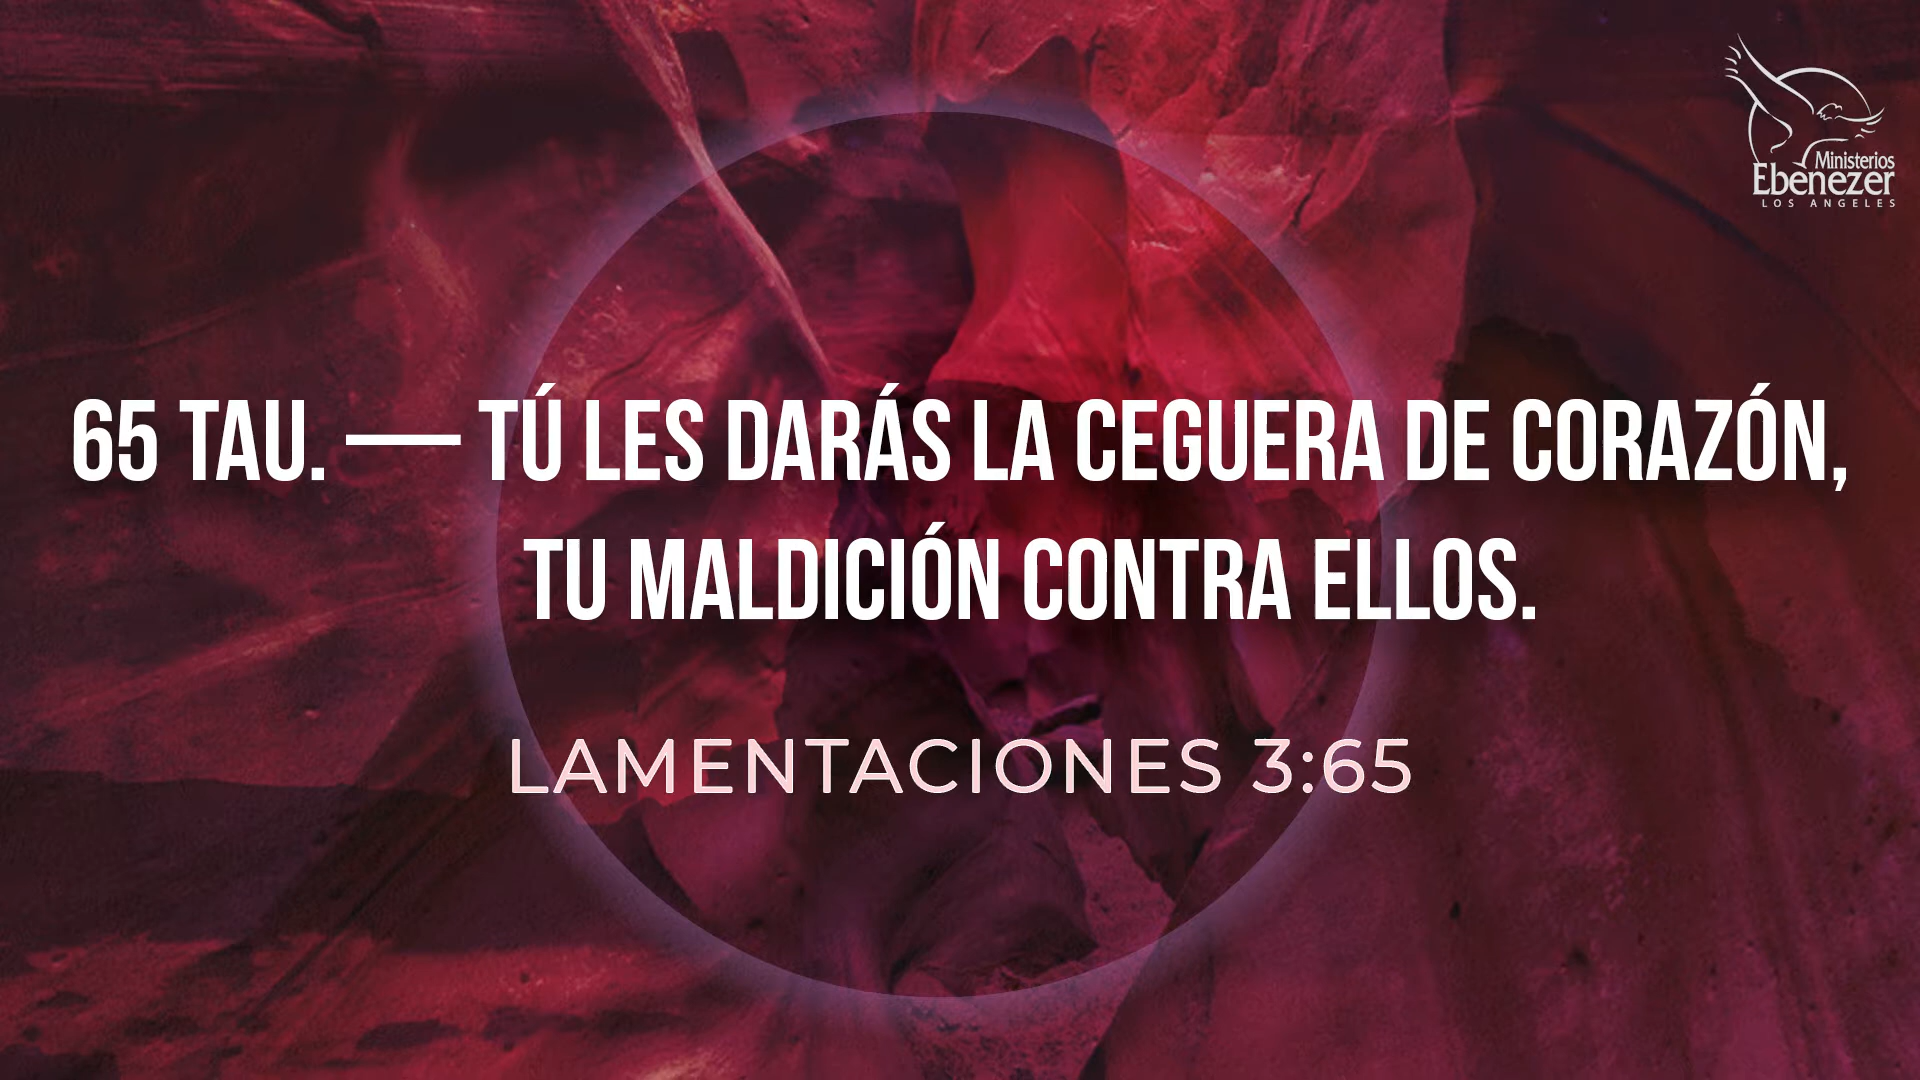 Ministerios
Ebenezer
LOS ANGELES
65 TAU. — TÚ LES DARÁS LA CEGUERA DE CORAZÓN,
TU MALDICIÓN CONTRA ELLOS.
LAMENTACIONES 3:65